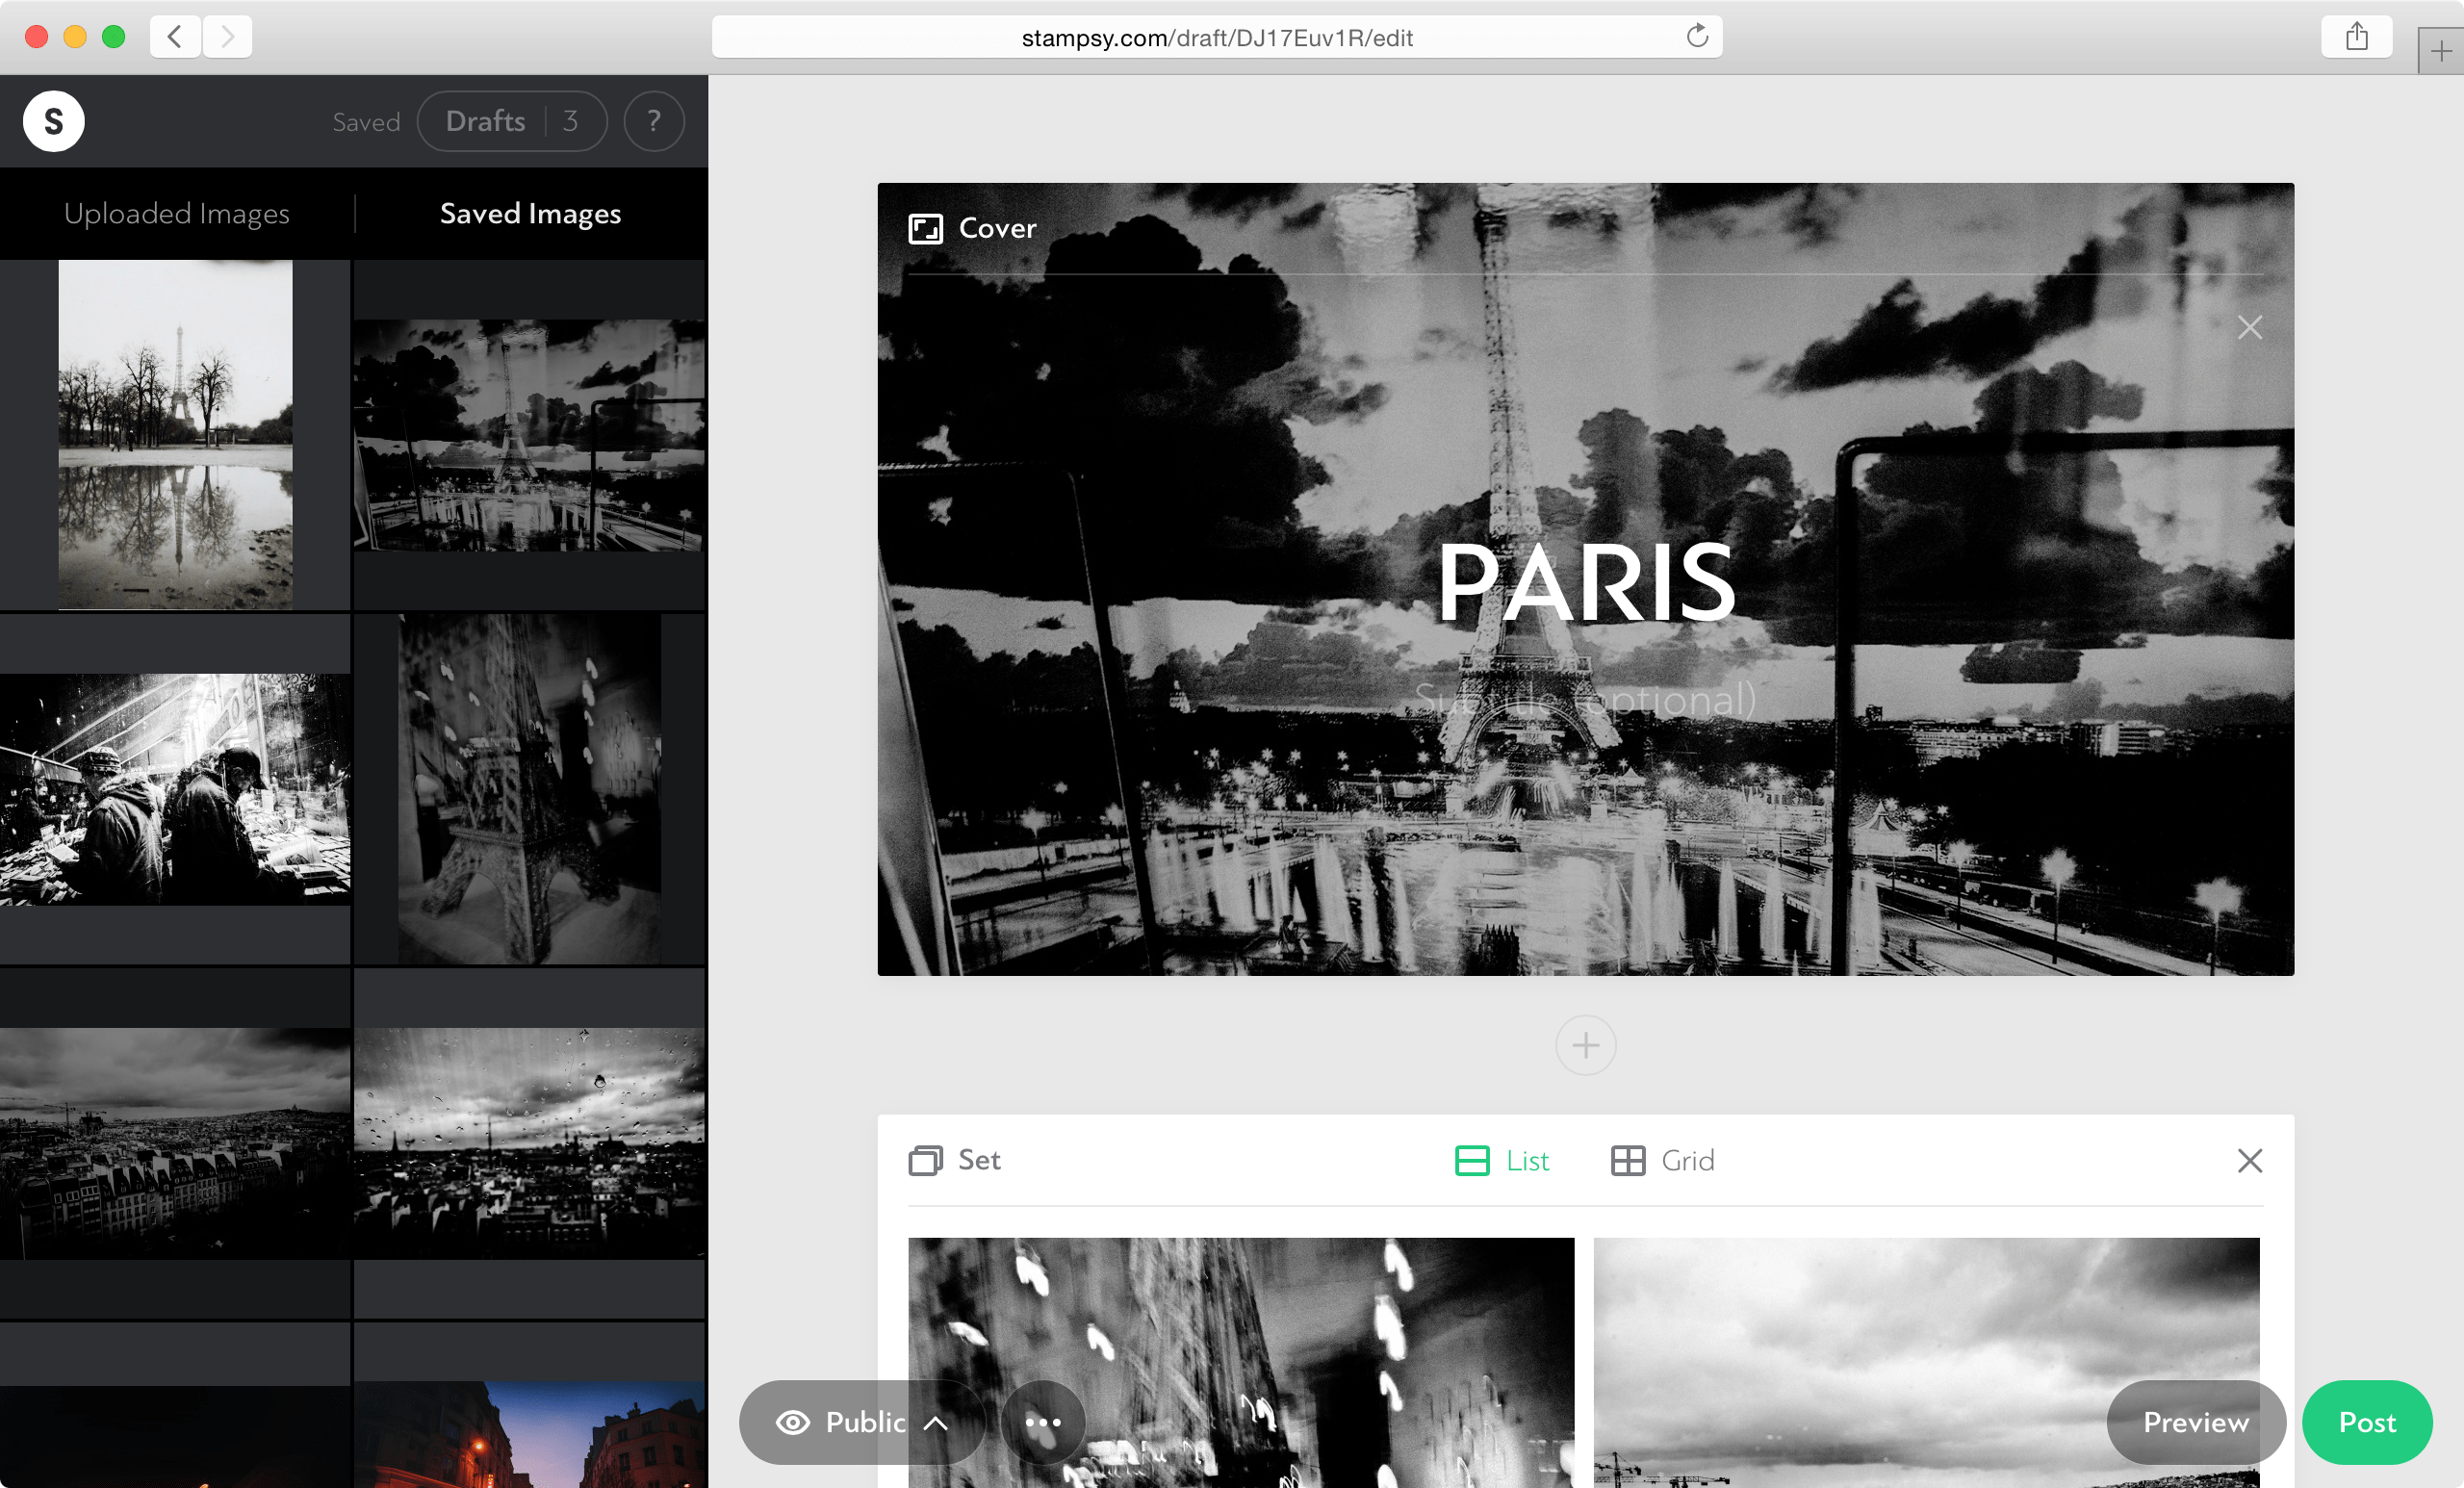 stampsy.com/draft/DJ17Euv1R/edit
S
Saved
Drafts | 3
?
Uploaded Images
Saved Images
Cover
PARIS
Subtitle (optional)
Set
List
Grid
Public
Preview
Post